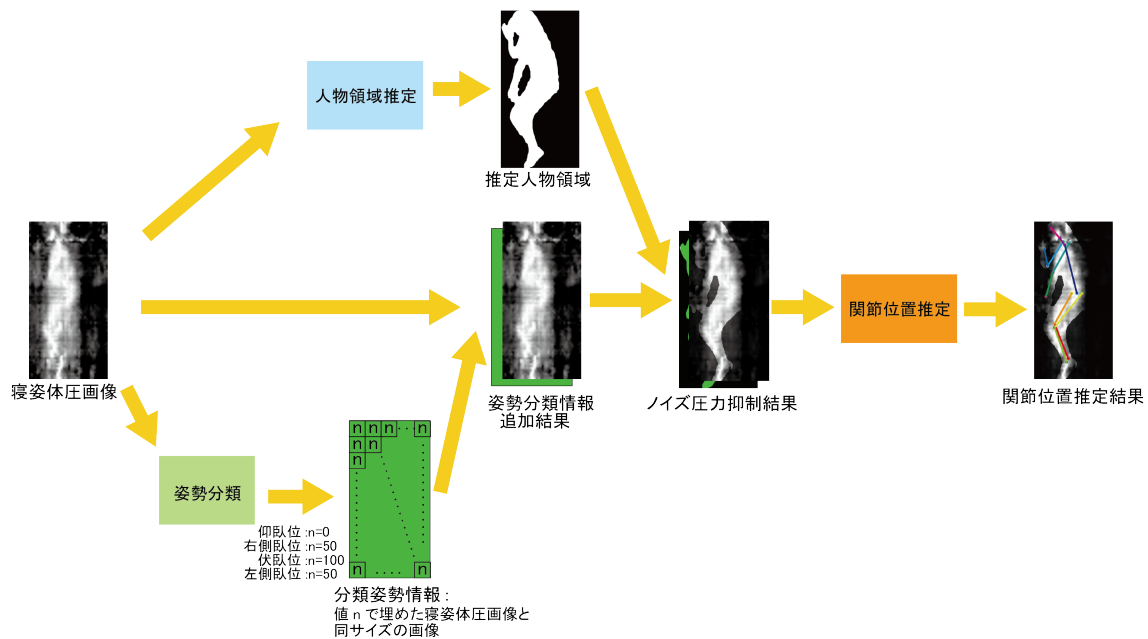 人物領域推定
推定人物領域
寝姿体圧画像
姿勢分類情報
追加結果
ノイズ圧力抑制結果
関節位置推定
関節位置推定結果
姿勢分類
n n n ···· n
n n
n
n ···· n
仰臥位:n=0
右側臥位:n=50
伏臥位:n=100
左側臥位:n=50
分類姿勢情報:
値 n で埋めた寝姿体圧画像と
同サイズの画像